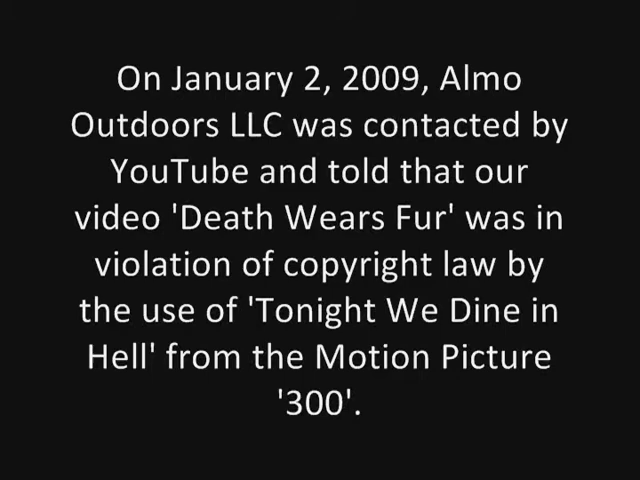 On January 2, 2009, Almo
Outdoors LLC was contacted by
YouTube and told that our
video 'Death Wears Fur' was in
violation of copyright law by
the use of 'Tonight We Dine in
Hell' from the Motion Picture
'300'.